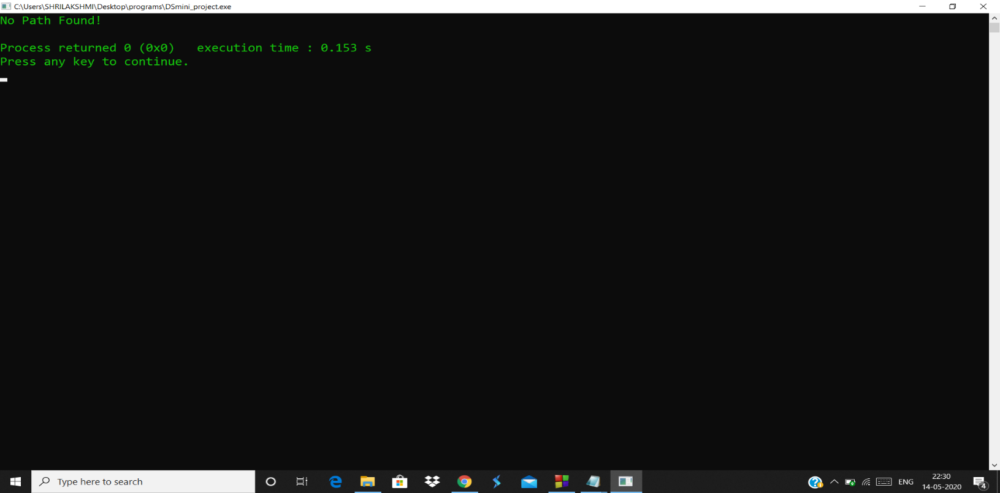 C:\Users\SHRILAKSHMI\Desktop\programs\DSmini_project.exe
No Path Found!
Process returned 0 (0x0)   execution time : 0.153 s
Press any key to continue.
Type here to search
ENG
22:30
14-05-2020
4